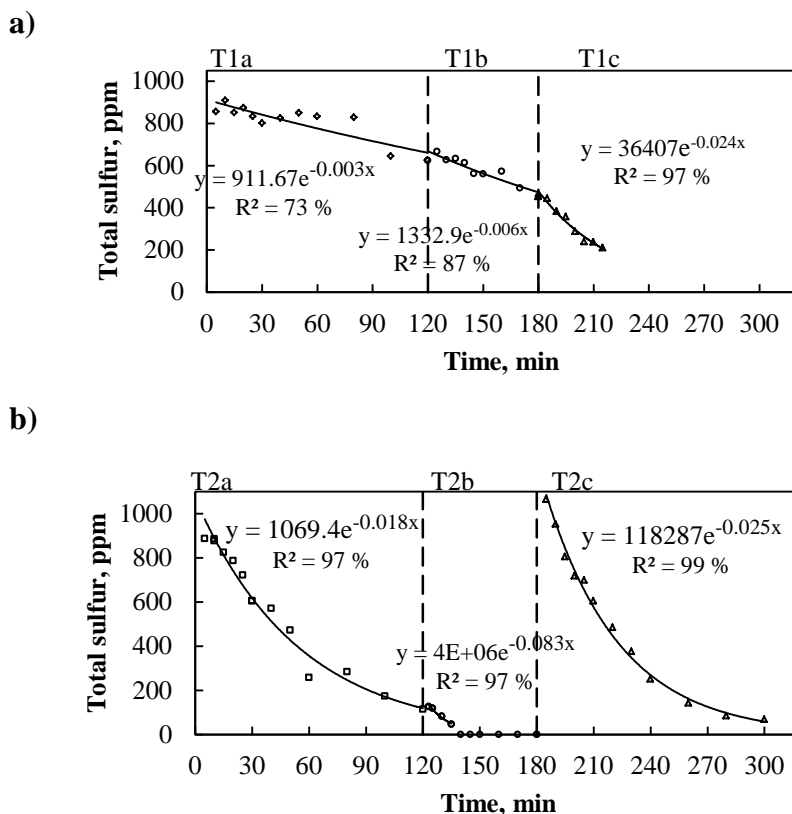 a)
T1a T1b T1c
Total sulfur, ppm
1000
800
600
400
200
0
y = 911.67e^-0.003x
R² = 73 %
y = 1332.9e^-0.006x
R² = 87 %
y = 36407e^-0.024x
R² = 97 %
0 30 60 90 120 150 180 210 240 270 300
Time, min
b)
T2a T2b T2c
Total sulfur, ppm
1000
800
600
400
200
0
y = 1069.4e^-0.018x
R² = 97 %
y = 4E+06e^-0.083x
R² = 97 %
y = 118287e^-0.025x
R² = 99 %
0 30 60 90 120 150 180 210 240 270 300
Time, min